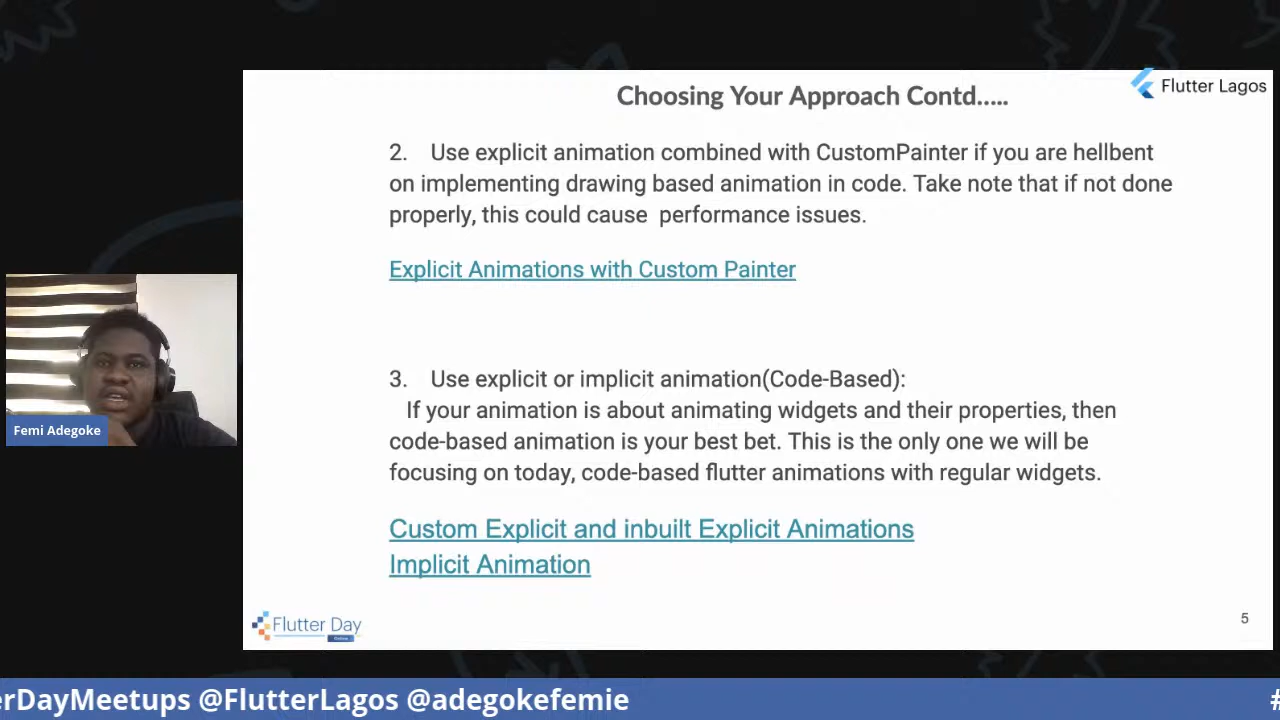 Choosing Your Approach Contd.....
Flutter Lagos
2. Use explicit animation combined with CustomPainter if you are hellbent
on implementing drawing based animation in code. Take note that if not done
properly, this could cause performance issues.
Explicit Animations with Custom Painter
3. Use explicit or implicit animation(Code-Based):
If your animation is about animating widgets and their properties, then
code-based animation is your best bet. This is the only one we will be
focusing on today, code-based flutter animations with regular widgets.
Custom Explicit and inbuilt Explicit Animations
Implicit Animation
Femi Adegoke
Flutter Day
5
erDayMeetups @FlutterLagos @adegokefemie
#